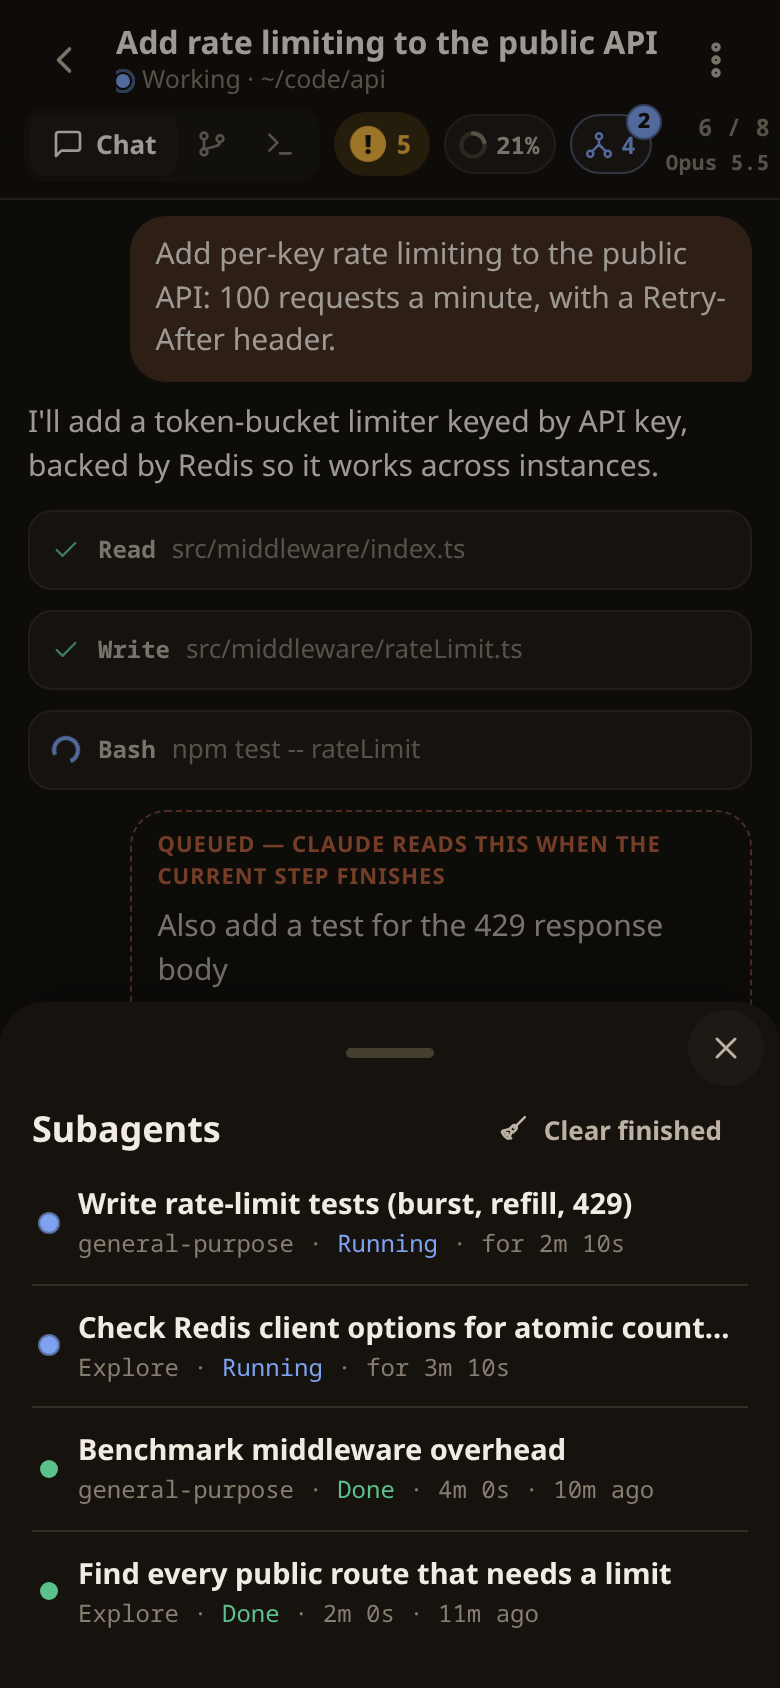 Add rate limiting to the public API
Working · ~/code/api
Chat
! 5
21%
4
2
6 / 8
Opus 5.5
Add per-key rate limiting to the public
API: 100 requests a minute, with a Retry-
After header.
I'll add a token-bucket limiter keyed by API key,
backed by Redis so it works across instances.
Read src/middleware/index.ts
Write src/middleware/rateLimit.ts
Bash npm test -- rateLimit
QUEUED — CLAUDE READS THIS WHEN THE
CURRENT STEP FINISHES
Also add a test for the 429 response
body
Subagents
Clear finished
Write rate-limit tests (burst, refill, 429)
general-purpose · Running · for 2m 10s
Check Redis client options for atomic count...
Explore · Running · for 3m 10s
Benchmark middleware overhead
general-purpose · Done · 4m 0s · 10m ago
Find every public route that needs a limit
Explore · Done · 2m 0s · 11m ago